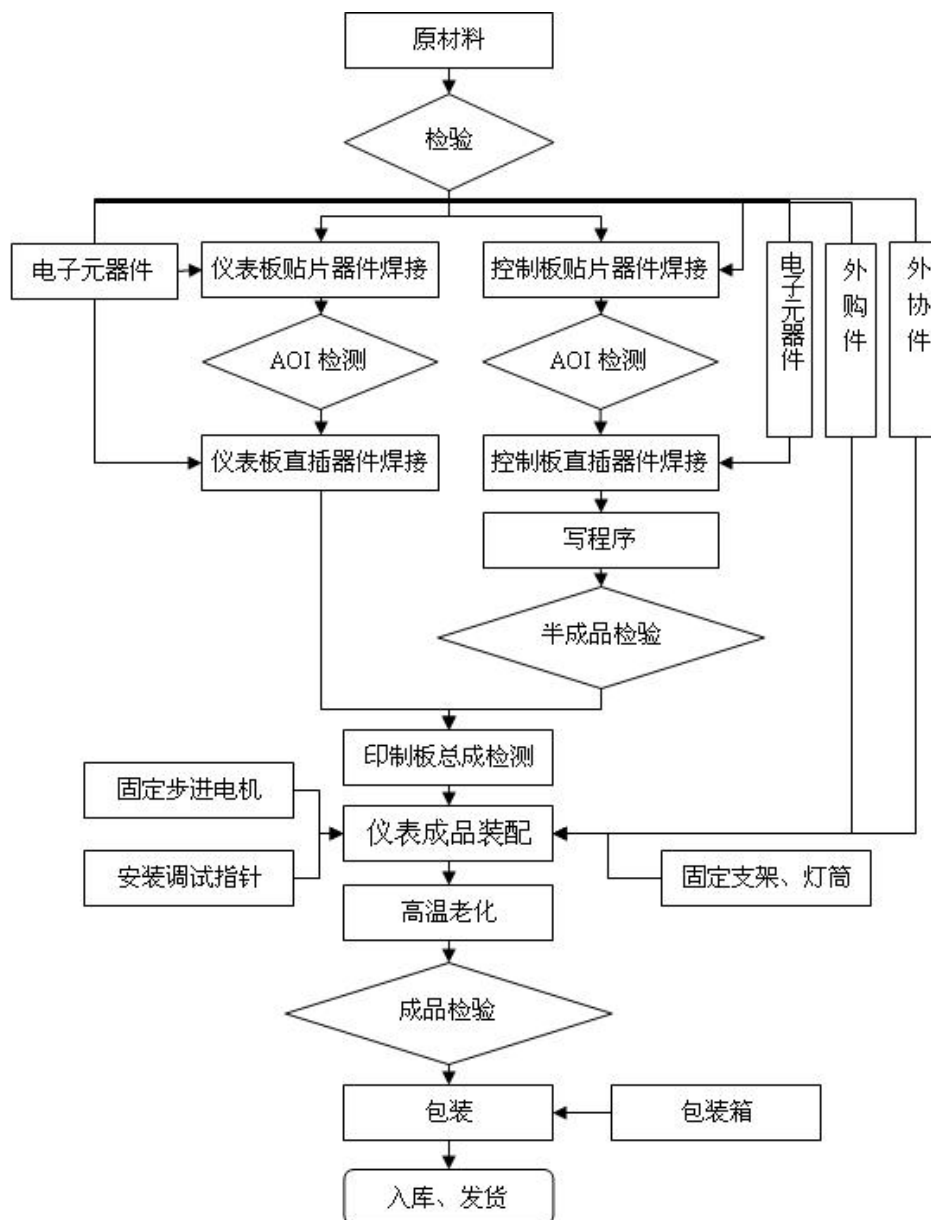 原材料
检验
电子元器件
仪表板贴片器件焊接
控制板贴片器件焊接
电子元器件
外购件
外协件
AOI 检测
AOI 检测
仪表板直插器件焊接
控制板直插器件焊接
写程序
半成品检验
印制板总成检测
固定步进电机
仪表成品装配
安装调试指针
固定支架、灯筒
高温老化
成品检验
包装
包装箱
入库、发货